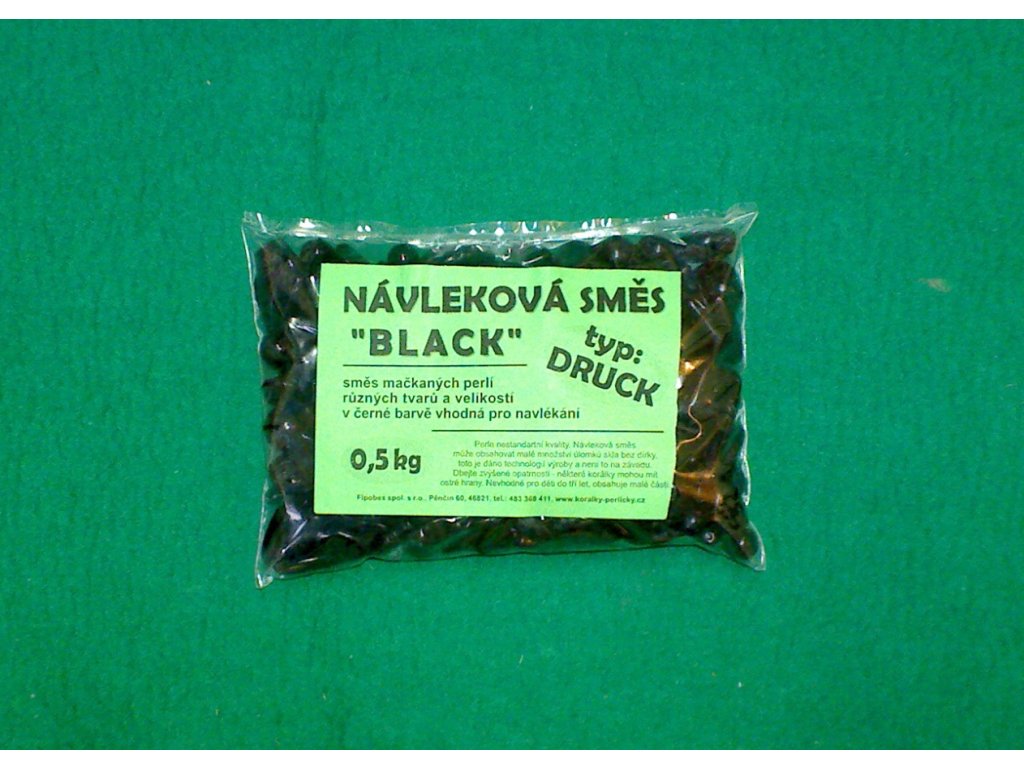 NÁVLEKOVÁ SMĚS
"BLACK"
typ:
DRUCK
směs mačkaných perlí
různých tvarů a velikostí
v černé barvě vhodná pro navlékání
0,5 kg
Perle nestandartní kvality. Návleková směs
může obsahovat malé množství úlomků skla bez dírky,
toto je dáno technologií výroby a není to na závadu.
Dbejte zvýšené opatrnosti - některé korálky mohou mít
ostré hrany. Nevhodné pro děti do tří let, obsahuje malé části.
Fipobex spol. s r.o., Pěnčín 60, 46821, tel.: 483 368 411, www.koralky-perlicky.cz